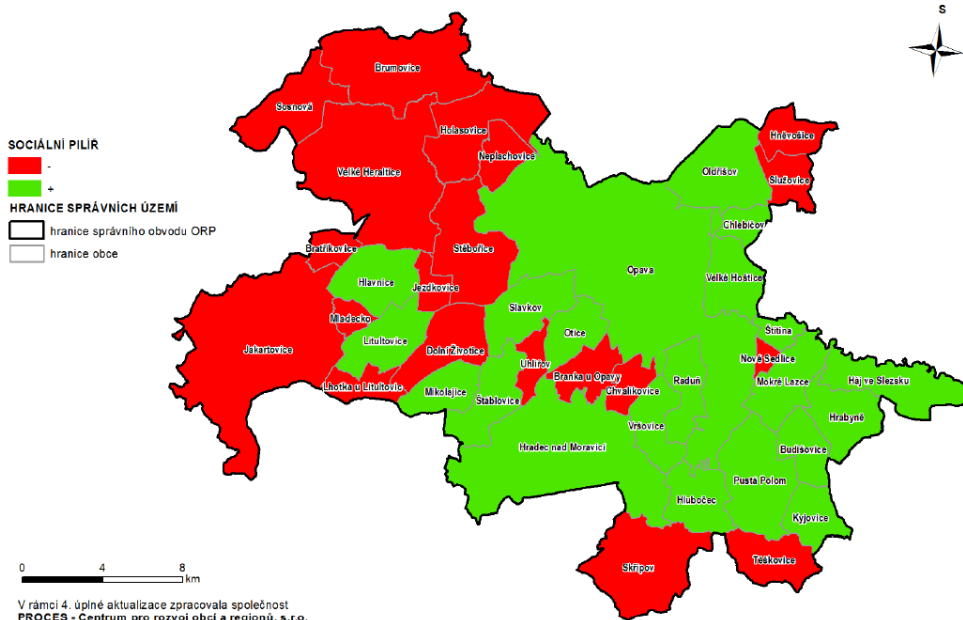 S
Brumovice
Sosnová
Holasovice
Hněvošice
SOCIÁLNÍ PILÍŘ
-
+
Neplachovice
Velké Heraltice
Oldřišov
Služovice
HRANICE SPRÁVNÍCH ÚZEMÍ
hranice správního obvodu ORP
hranice obce
Chlebičov
Bratříkovice
Stěbořice
Opava
Velké Hoštice
Hlavnice
Jezdkovice
Slavkov
Mladecko
Litultovice
Otice
Štítina
Jakartovice
Dolní Životice
Uhlířov
Nové Sedlice
Branka u Opavy
Raduň
Mokré Lazce
Háj ve Slezsku
Lhotka u Litultovic
Mikolajice
Chvalíkovice
Štáblovice
Hrabyně
Vršovice
Hradec nad Moravicí
Budišovice
Pustá Polom
Hlubočec
Kyjovice
Skřipov
Těškovice
0 4 8
km
V rámci 4. úplné aktualizace zpracovala společnost
PROCES - Centrum pro rozvoj obcí a regionů, s.r.o.